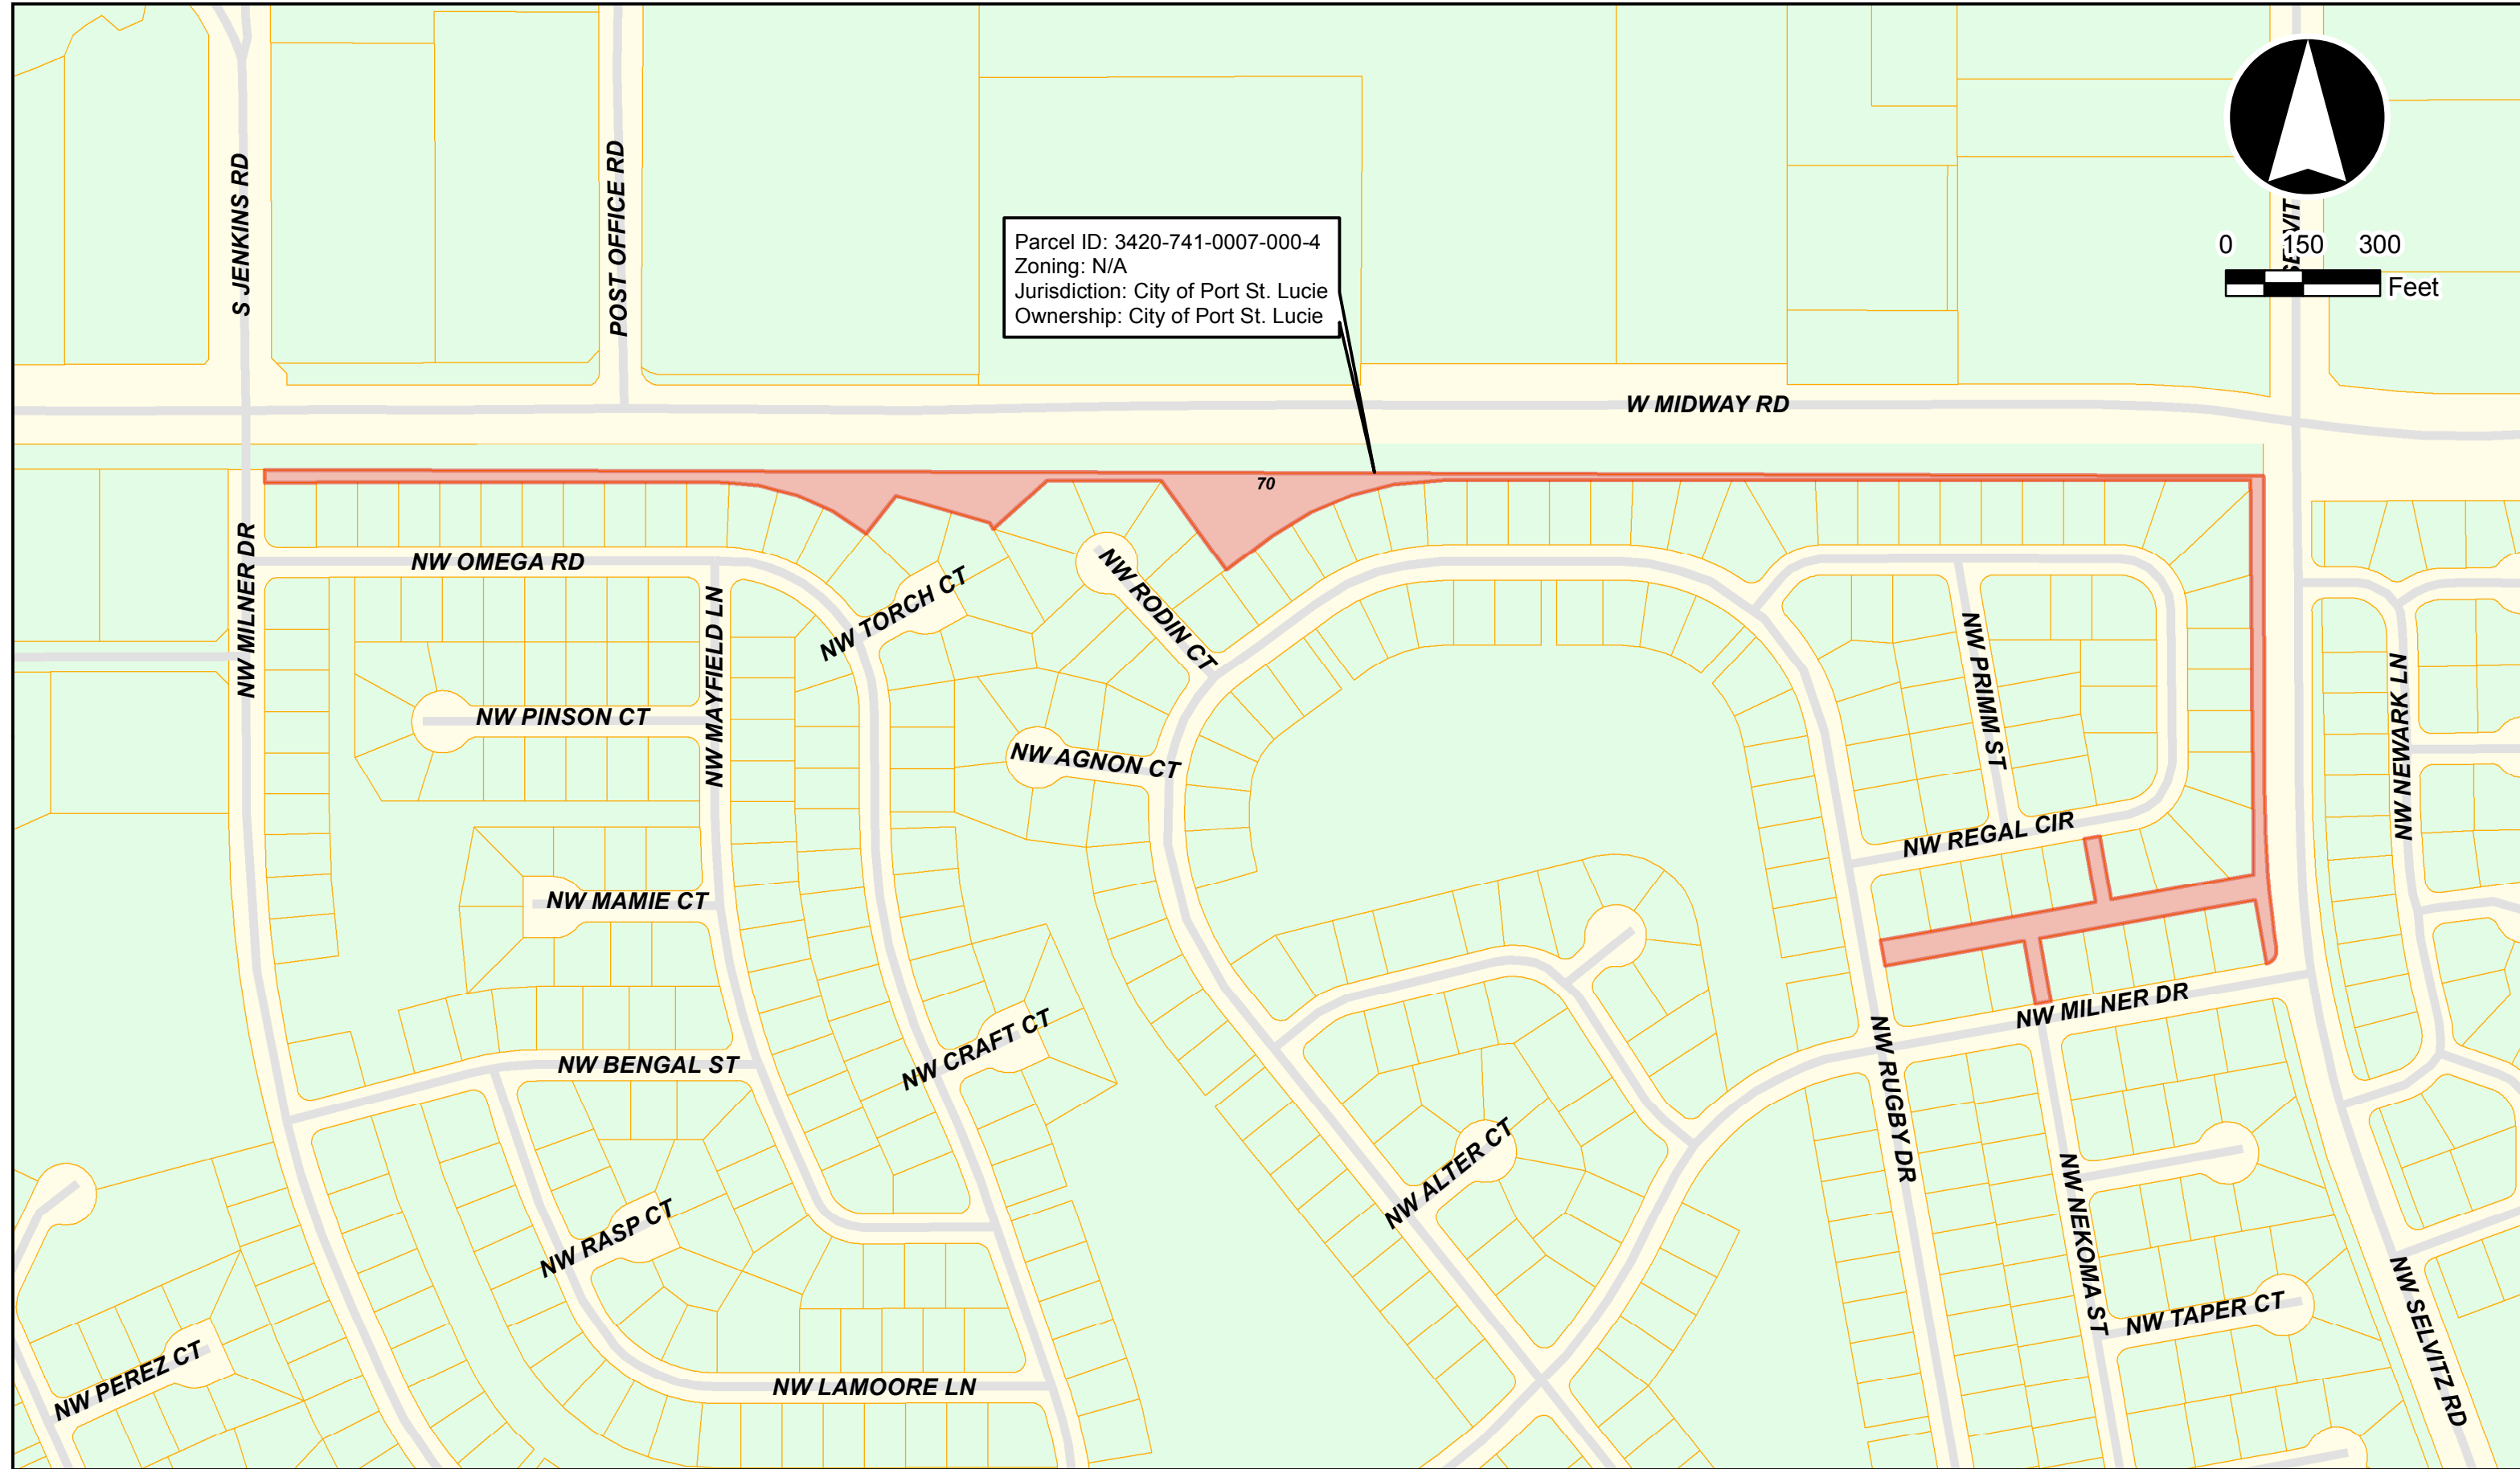 S JENKINS RD
POST OFFICE RD
Parcel ID: 3420-741-0007-000-4
Zoning: N/A
Jurisdiction: City of Port St. Lucie
Ownership: City of Port St. Lucie
0 150 300
Feet
W MIDWAY RD
70
NW MILNER DR
NW OMEGA RD
NW TORCH CT
NW RODIN CT
NW MAYFIELD LN
NW PINSON CT
NW AGNON CT
NW PRIMM ST
NW NEWARK LN
NW REGAL CIR
NW MAMIE CT
NW MILNER DR
NW BENGAL ST
NW CRAFT CT
NW RUGBY DR
NW ALTER CT
NW RASP CT
NW NEKOMA ST
NW TAPER CT
NW SELVITZ RD
NW PEREZ CT
NW LAMOORE LN